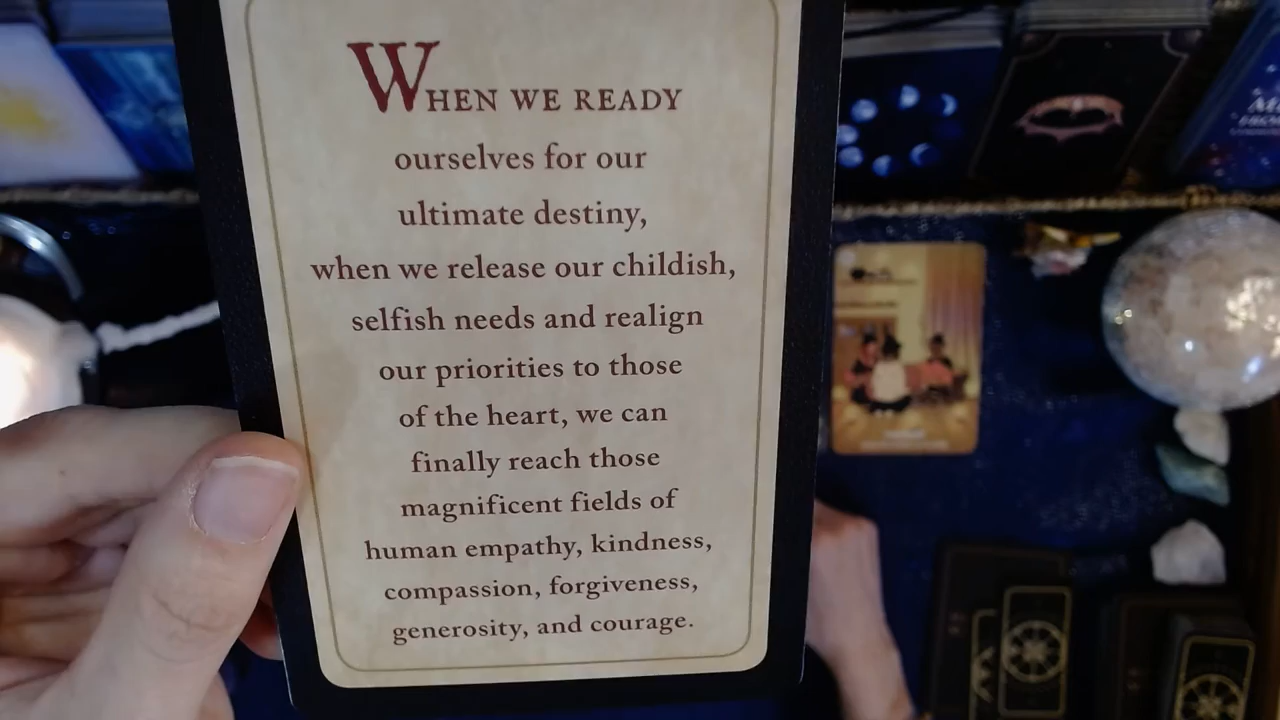 WHEN WE READY
ourselves for our
ultimate destiny,
when we release our childish,
selfish needs and realign
our priorities to those
of the heart, we can
finally reach those
magnificent fields of
human empathy, kindness,
compassion, forgiveness,
generosity, and courage.